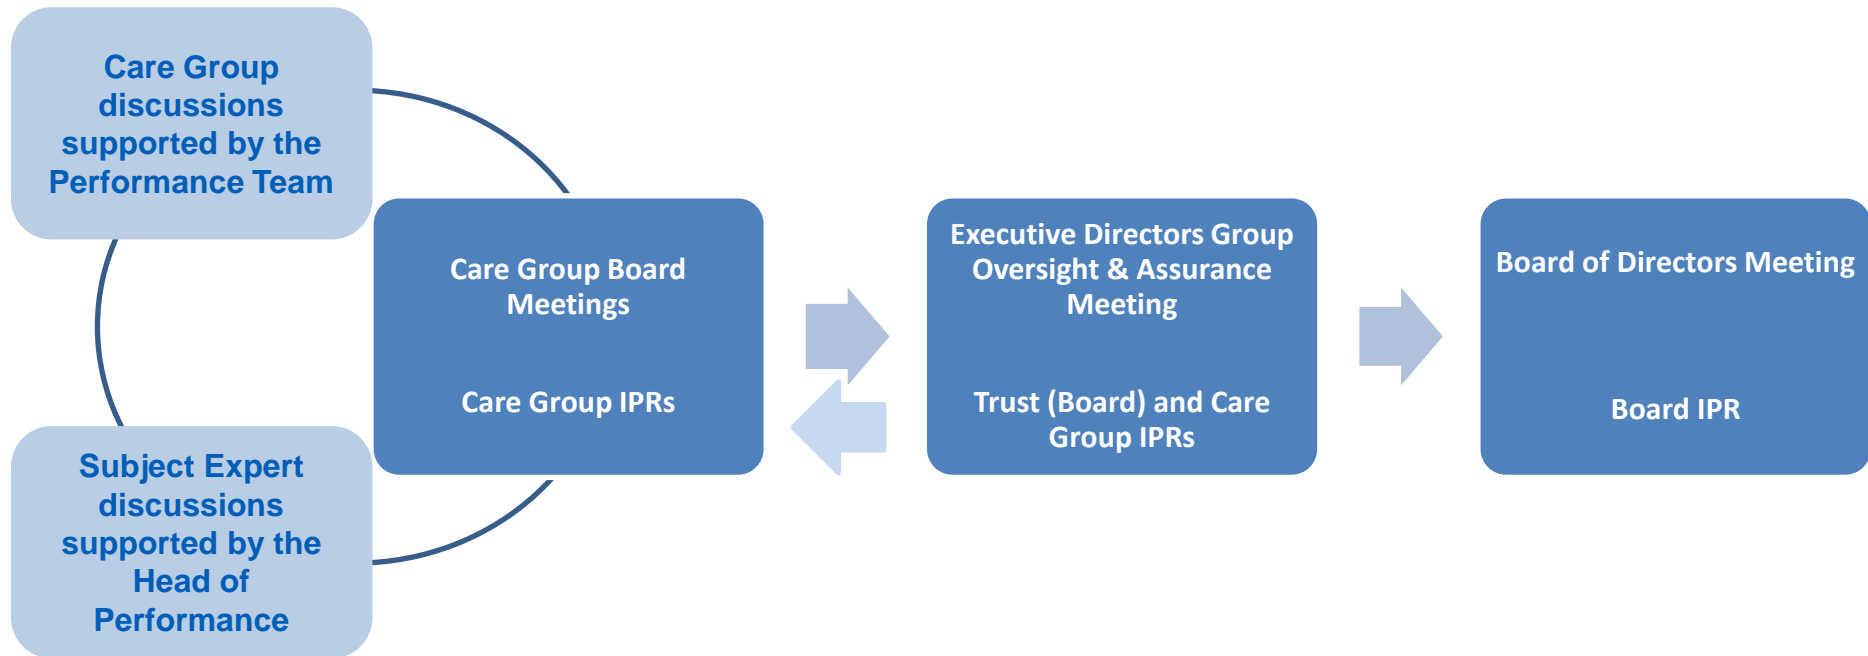 Care Group
discussions
supported by the
Performance Team
Subject Expert
discussions
supported by the
Head of
Performance
Care Group Board
Meetings
Care Group IPRs
Executive Directors Group
Oversight & Assurance
Meeting
Trust (Board) and Care
Group IPRs
Board of Directors Meeting
Board IPR